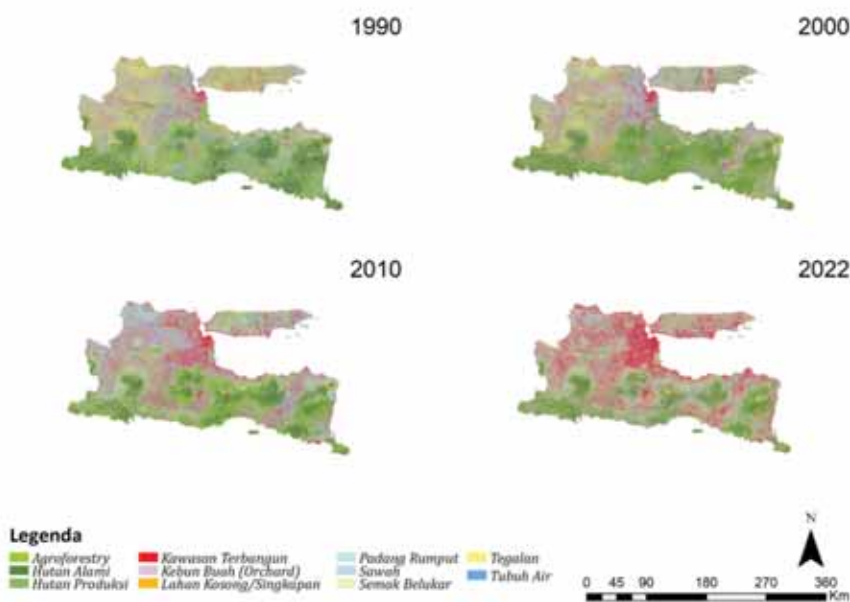 1990
2000
2010
2022
Legenda
Agroforestry
Hutan Alami
Hutan Produksi
Kawasan Terbangun
Kebun Buah (Orchard)
Lahan Kosong/Singkapan
Padang Rumput
Sawah
Semak Belukar
Tegalan
Tubuh Air
N
0 45 90 180 270 360
Km